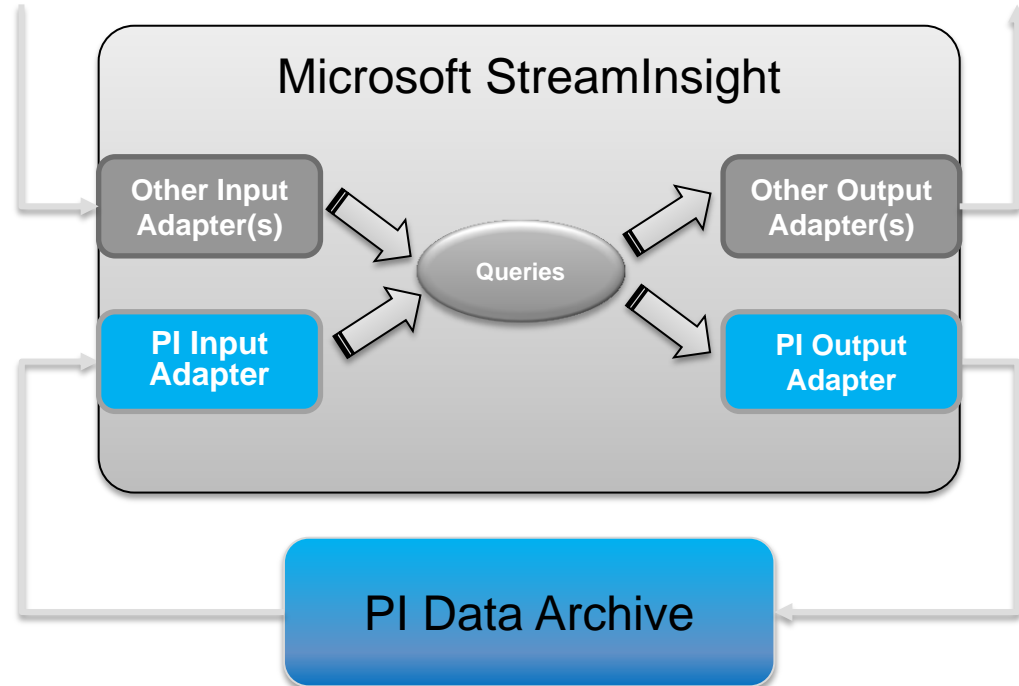 Microsoft StreamInsight
Other Input
Adapter(s)
Other Output
Adapter(s)
Queries
PI Input
Adapter
PI Output
Adapter
PI Data Archive